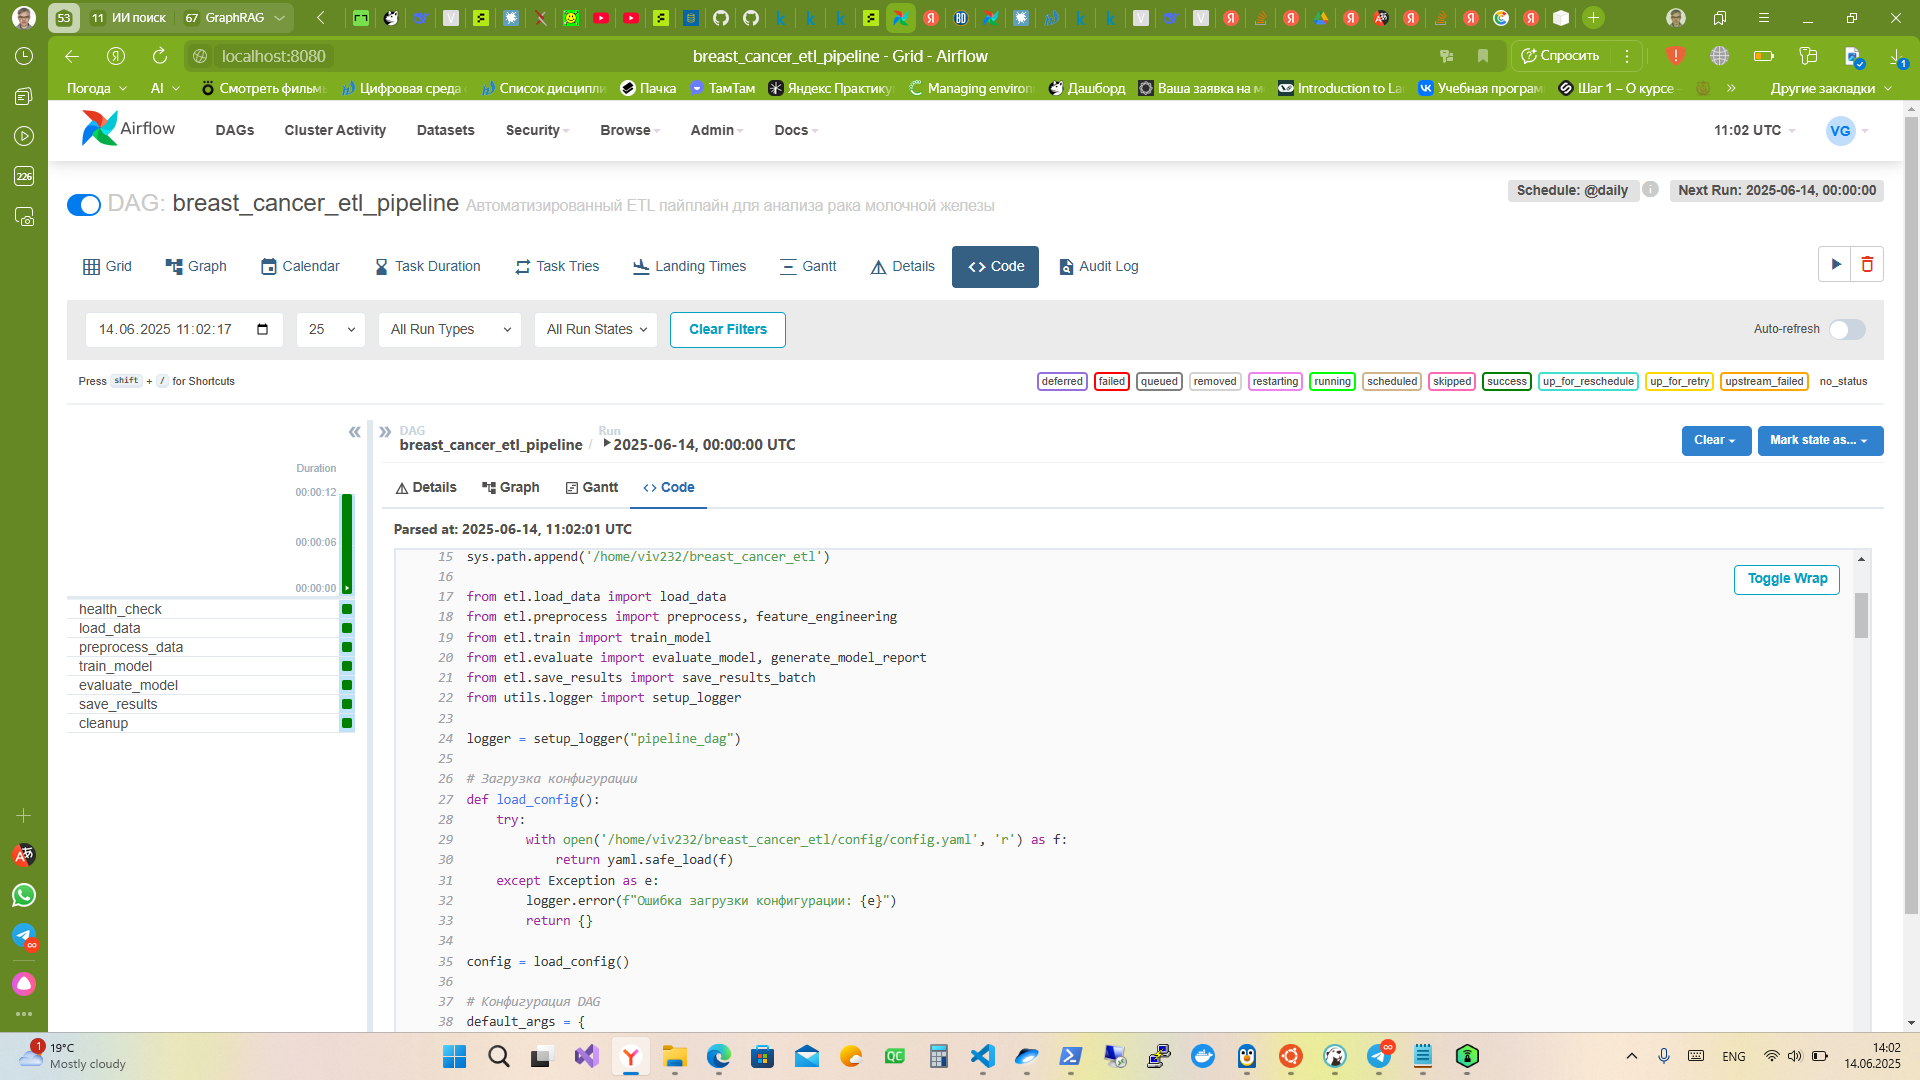 53
11 ИИ поиск
67 GraphRAG
localhost:8080
breast_cancer_etl_pipeline - Grid - Airflow
Спросить
1
Погода
AI
Смотреть фильмы
Цифровая среда
Список дисципли
Пачка
ТамТам
Яндекс Практику
Managing environ
Дашборд
Ваша заявка на м
Introduction to La
Учебная програм
Шаг 1 – О курсе
Другие закладки
226
Airflow
DAGs
Cluster Activity
Datasets
Security
Browse
Admin
Docs
11:02 UTC
VG
DAG: breast_cancer_etl_pipeline Автоматизированный ETL пайплайн для анализа рака молочной железы
Schedule: @daily
Next Run: 2025-06-14, 00:00:00
Grid
Graph
Calendar
Task Duration
Task Tries
Landing Times
Gantt
Details
Code
Audit Log
14.06.2025 11:02:17
25
All Run Types
All Run States
Clear Filters
Auto-refresh
Press shift + / for Shortcuts
deferred
failed
queued
removed
restarting
running
scheduled
skipped
success
up_for_reschedule
up_for_retry
upstream_failed
no_status
Duration
00:00:12
00:00:06
00:00:00
health_check
load_data
preprocess_data
train_model
evaluate_model
save_results
cleanup
DAG
breast_cancer_etl_pipeline /
Run
2025-06-14, 00:00:00 UTC
Clear
Mark state as...
Details
Graph
Gantt
Code
Parsed at: 2025-06-14, 11:02:01 UTC
Toggle Wrap
15 sys.path.append('/home/viv232/breast_cancer_etl')
16
17 from etl.load_data import load_data
18 from etl.preprocess import preprocess, feature_engineering
19 from etl.train import train_model
20 from etl.evaluate import evaluate_model, generate_model_report
21 from etl.save_results import save_results_batch
22 from utils.logger import setup_logger
23
24 logger = setup_logger("pipeline_dag")
25
26 # Загрузка конфигурации
27 def load_config():
28     try:
29         with open('/home/viv232/breast_cancer_etl/config/config.yaml', 'r') as f:
30             return yaml.safe_load(f)
31     except Exception as e:
32         logger.error(f"Ошибка загрузки конфигурации: {e}")
33         return {}
34
35 config = load_config()
36
37 # Конфигурация DAG
38 default_args = {
1
19°C
Mostly cloudy
ENG
14:02
14.06.2025